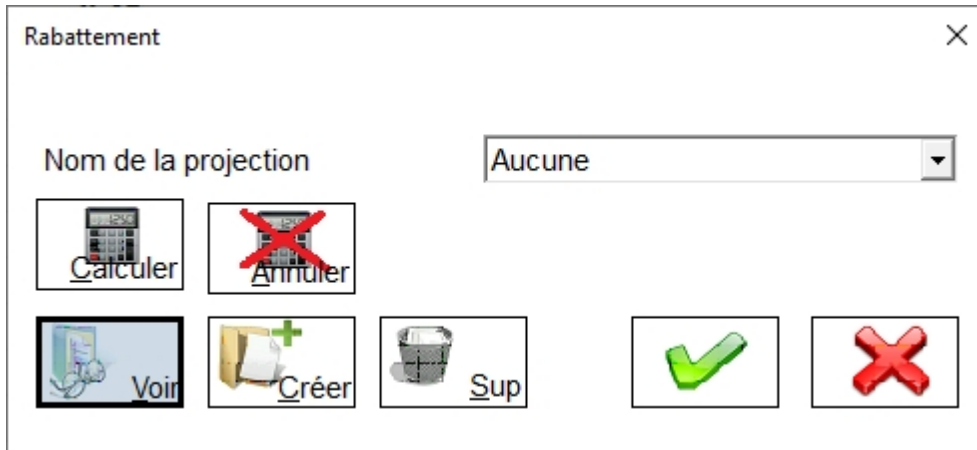 Rabattement
Nom de la projection Aucune
Calculer Annuler
Voir Créer Sup